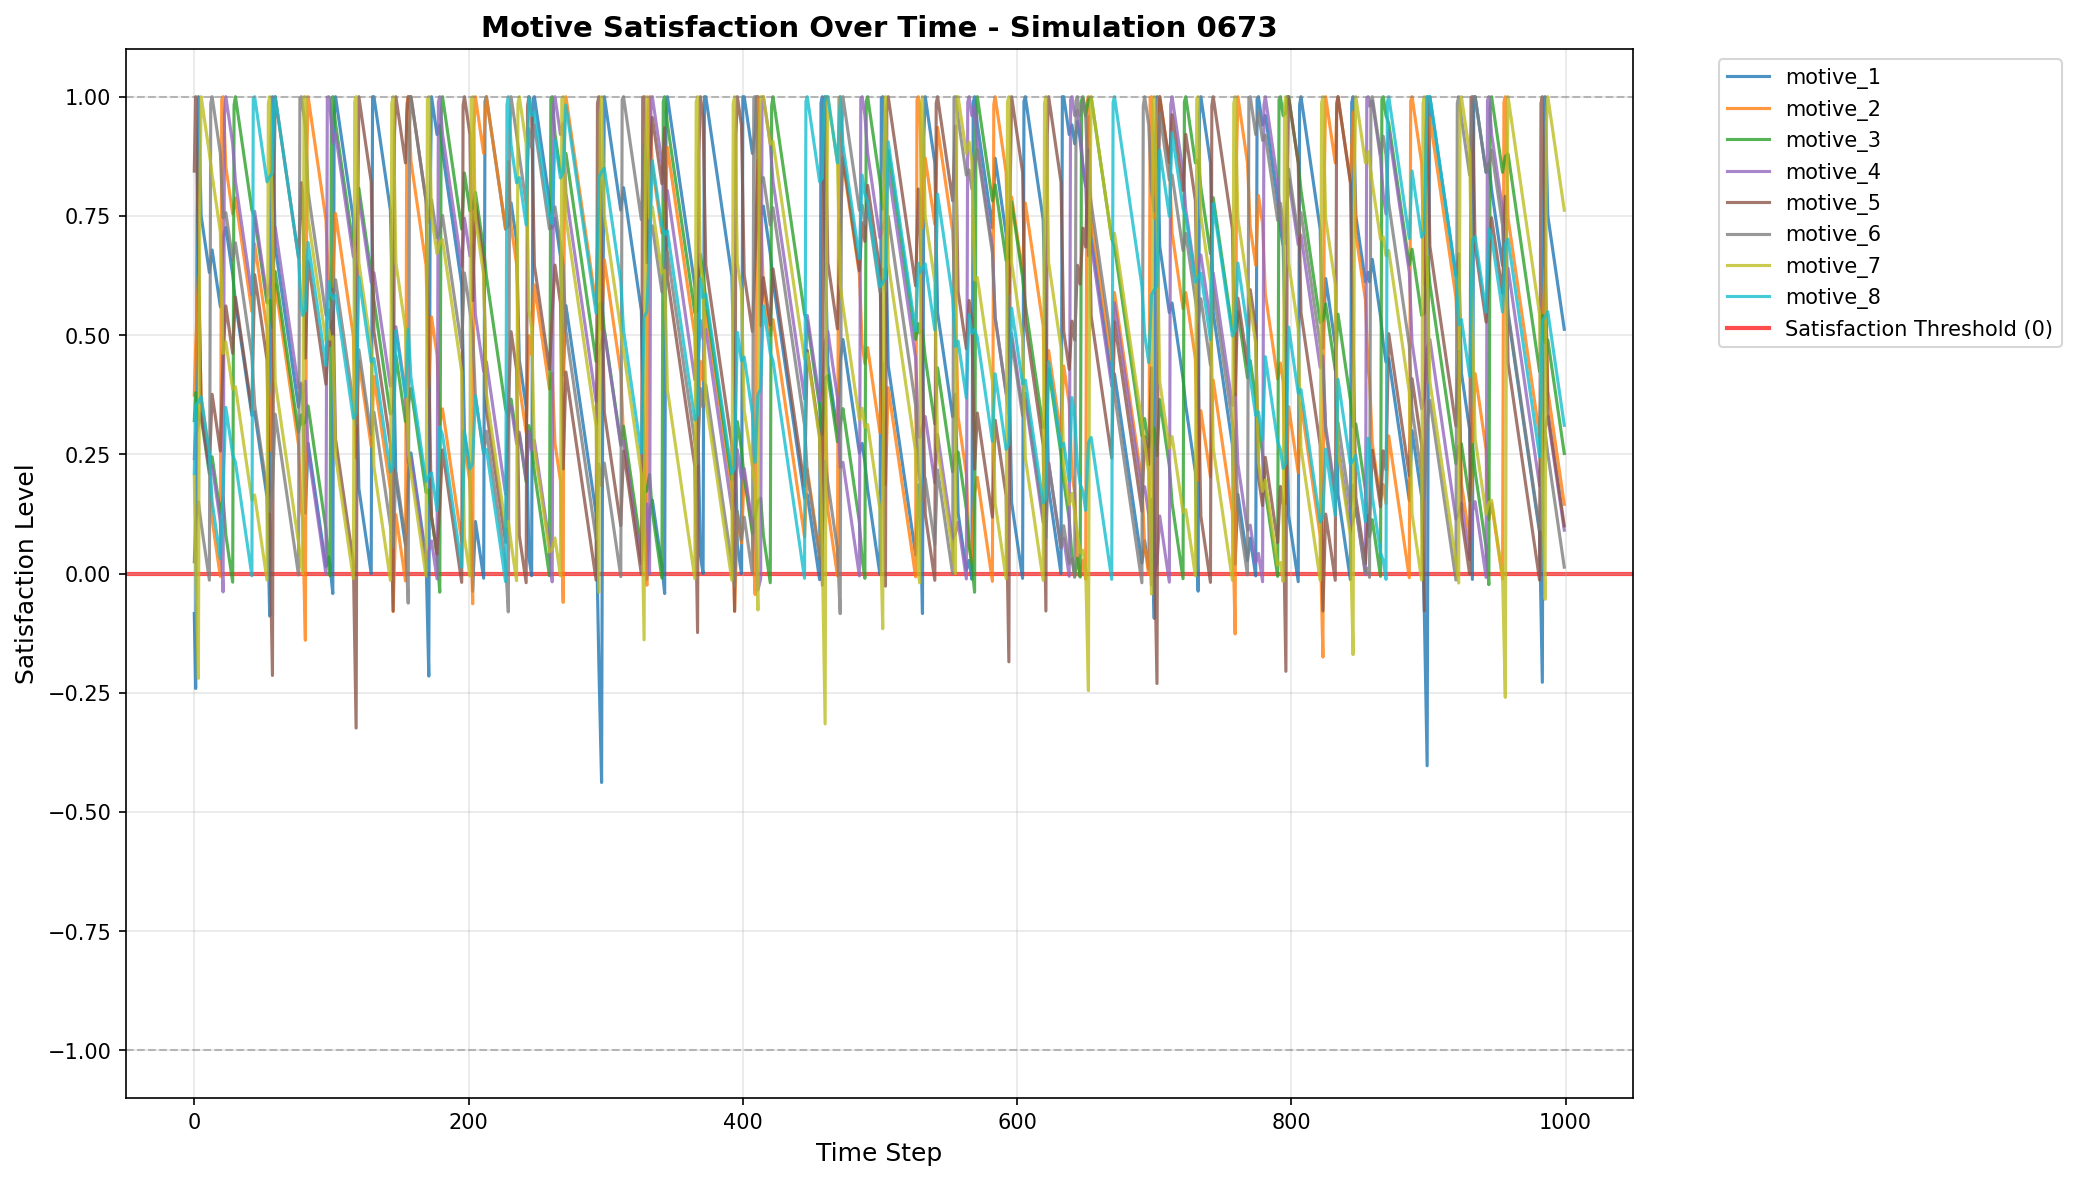 Motive Satisfaction Over Time - Simulation 0673
1.00
0.75
0.50
0.25
0.00
−0.25
−0.50
−0.75
−1.00
Satisfaction Level
0
200
400
600
800
1000
Time Step
motive_1
motive_2
motive_3
motive_4
motive_5
motive_6
motive_7
motive_8
Satisfaction Threshold (0)